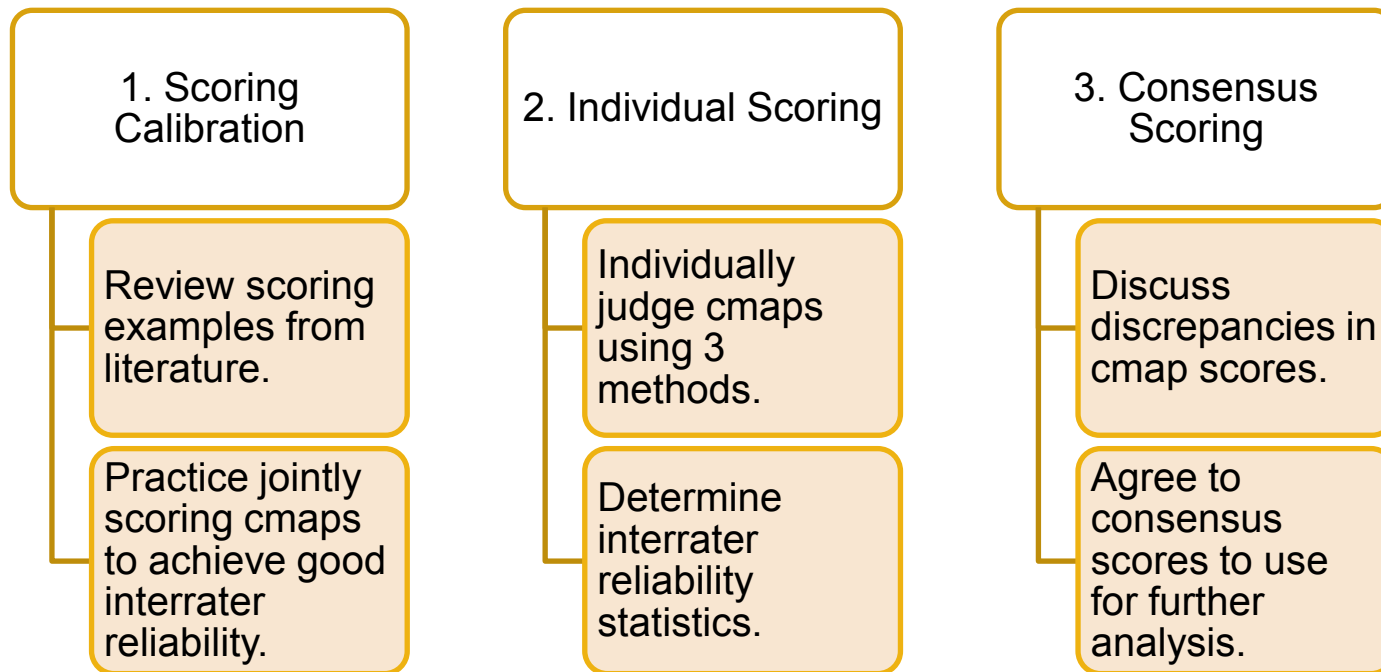 1. Scoring
Calibration
Review scoring
examples from
literature.
Practice jointly
scoring cmaps
to achieve good
interrater
reliability.
2. Individual Scoring
Individually
judge cmaps
using 3
methods.
Determine
interrater
reliability
statistics.
3. Consensus
Scoring
Discuss
discrepancies in
cmap scores.
Agree to
consensus
scores to use
for further
analysis.